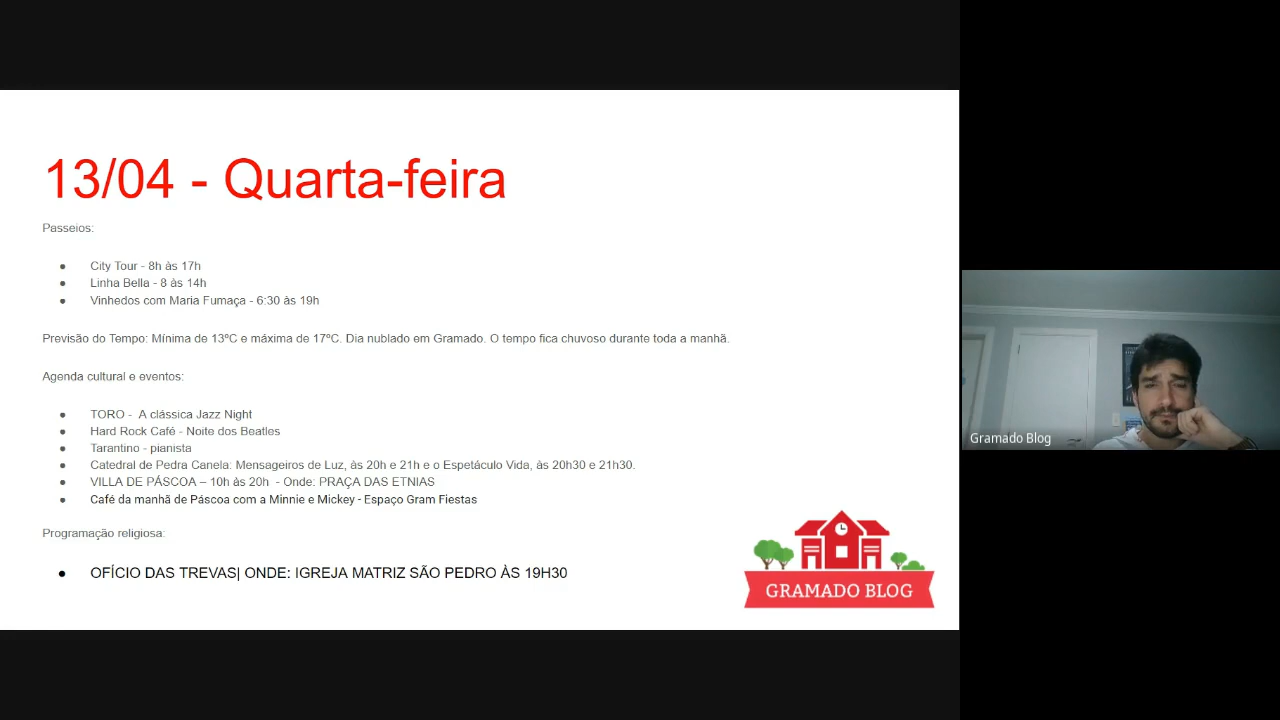 13/04 - Quarta-feira
Passeios:
● City Tour - 8h às 17h
● Linha Bella - 8 às 14h
● Vinhedos com Maria Fumaça - 6:30 às 19h
Previsão do Tempo: Mínima de 13ºC e máxima de 17ºC. Dia nublado em Gramado. O tempo fica chuvoso durante toda a manhã.
Agenda cultural e eventos:
● TORO - A clássica Jazz Night
● Hard Rock Café - Noite dos Beatles
● Tarantino - pianista
● Catedral de Pedra Canela: Mensageiros de Luz, às 20h e 21h e o Espetáculo Vida, às 20h30 e 21h30.
● VILLA DE PÁSCOA – 10h às 20h - Onde: PRAÇA DAS ETNIAS
● Café da manhã de Páscoa com a Minnie e Mickey - Espaço Gram Fiestas
Programação religiosa:
● OFÍCIO DAS TREVAS| ONDE: IGREJA MATRIZ SÃO PEDRO ÀS 19H30
GRAMADO BLOG
Gramado Blog